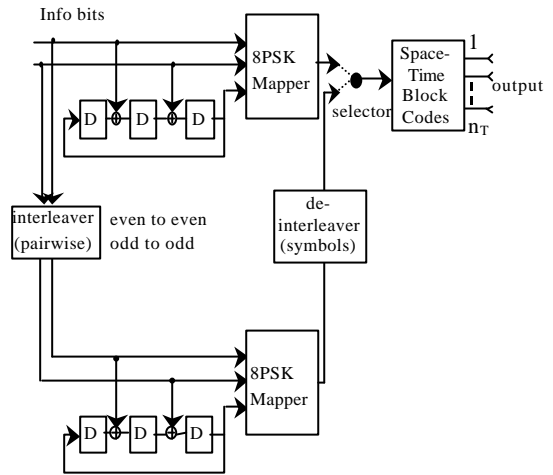 Info bits
8PSK
Mapper
D D D
selector
Space-
Time
Block
Codes
1
output
n_T
interleaver
(pairwise)
even to even
odd to odd
de-
interleaver
(symbols)
8PSK
Mapper
D D D